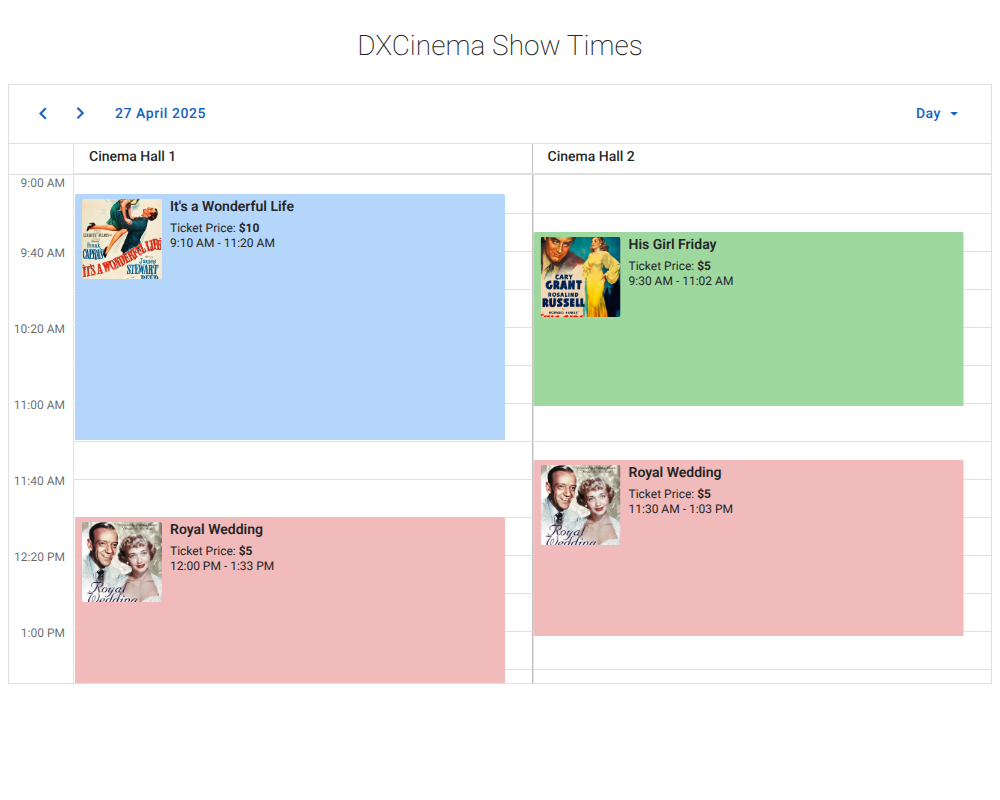 DXCinema Show Times
27 April 2025
Day
Cinema Hall 1
Cinema Hall 2
9:00 AM
9:40 AM
10:20 AM
11:00 AM
11:40 AM
12:20 PM
1:00 PM
It's a Wonderful Life
Ticket Price: $10
9:10 AM - 11:20 AM
IT'S A WONDERFUL LIFE
STEWART
His Girl Friday
Ticket Price: $5
9:30 AM - 11:02 AM
CARY
GRANT
ROSALIND
RUSSELL
Royal Wedding
Ticket Price: $5
11:30 AM - 1:03 PM
Royal
Wedding
Royal Wedding
Ticket Price: $5
12:00 PM - 1:33 PM
Royal
Wedding